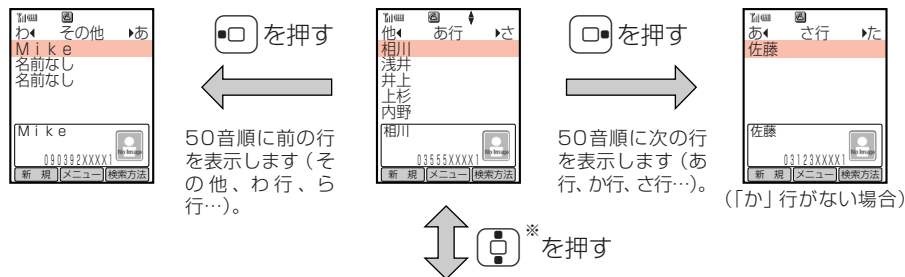 わ その他 あ
Mike
名前なし
名前なし
Mike
No Image
090392XXXX1
新 規 メニュー 検索方法
を押す
50音順に前の行
を表示します（そ
の他、わ行、ら
行…）。
他 あ行 さ
相川
浅井
井上
上杉
内野
相川
No Image
03555XXXX1
新 規 メニュー 検索方法
を押す
50音順に次の行
を表示します（あ
行、か行、さ行…）。
あ さ行 た
佐藤
佐藤
No Image
03123XXXX1
新 規 メニュー 検索方法
（「か」行がない場合）
※を押す